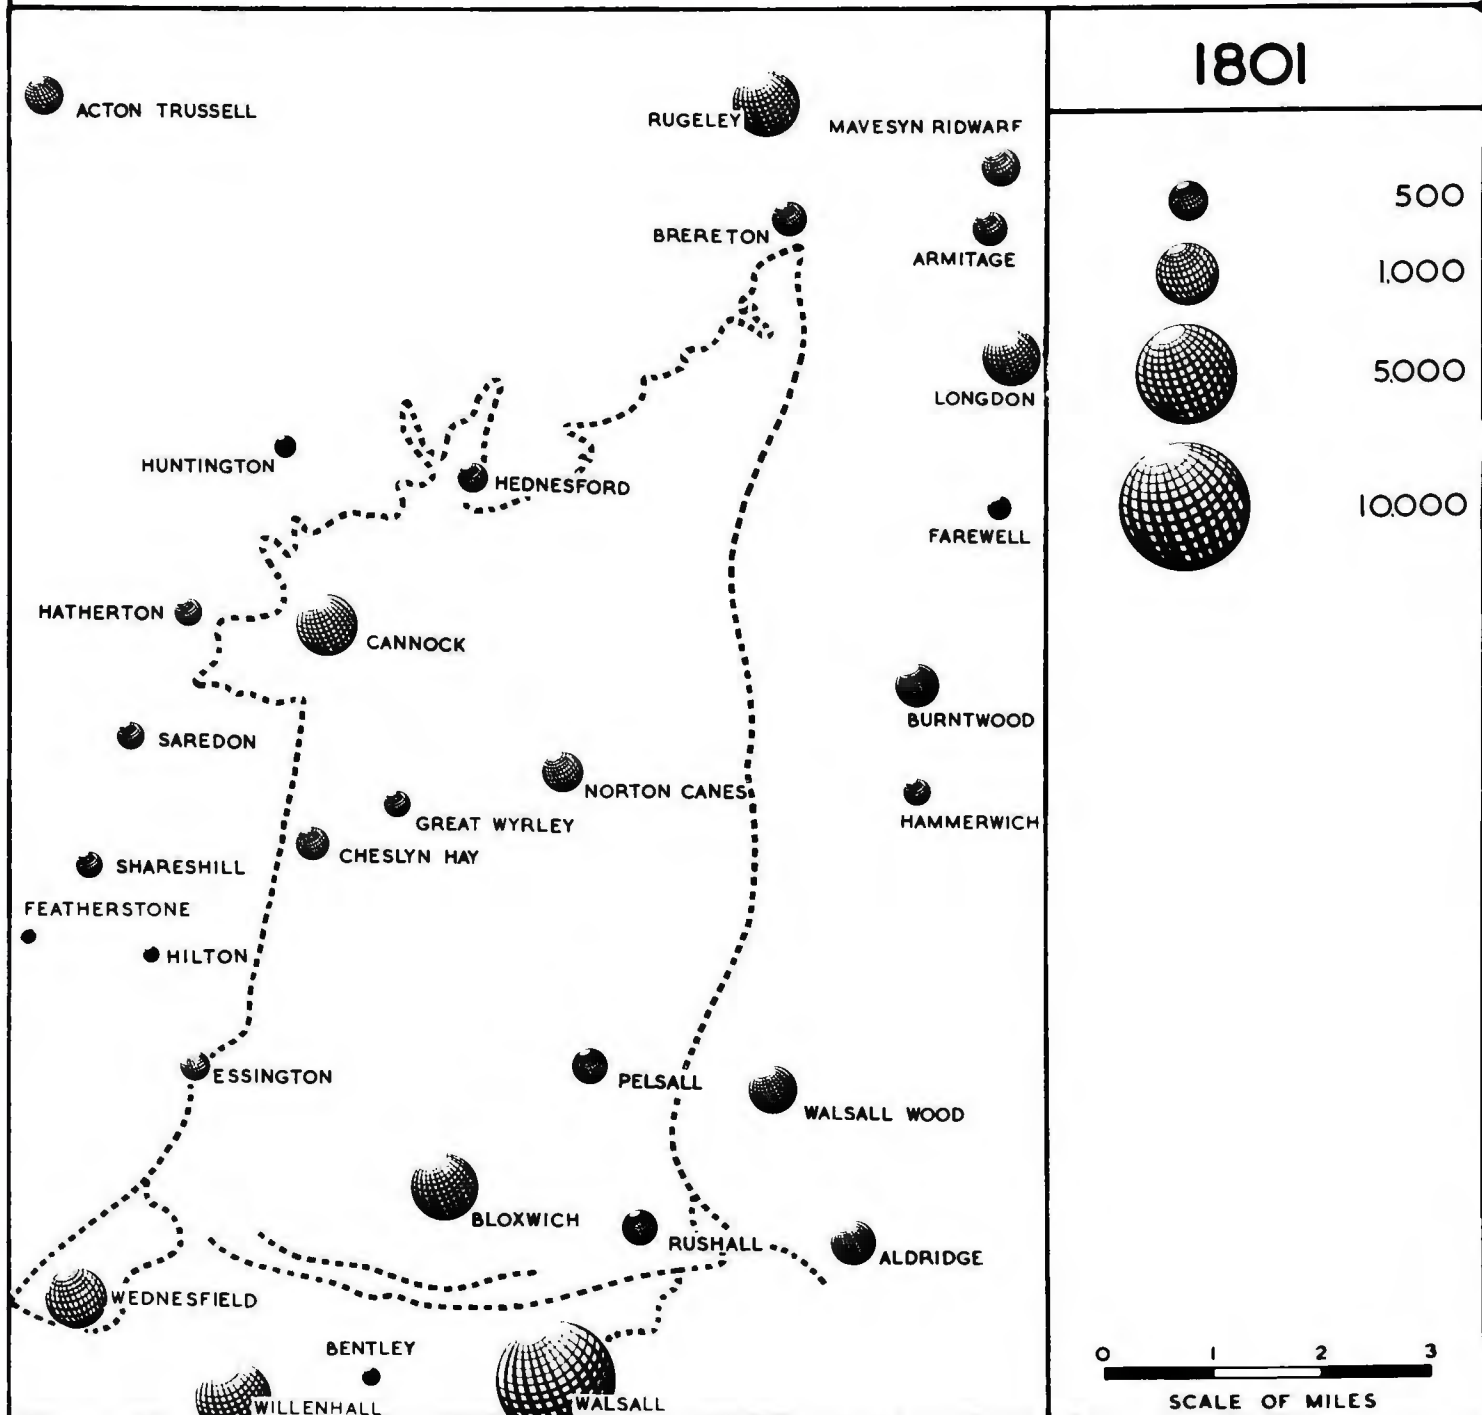 1801
ACTON TRUSSELL
RUGELEY
MAVESYN RIDWARE
BRERETON
ARMITAGE
LONGDON
HUNTINGTON
HEDNESFORD
FAREWELL
HATHERTON
CANNOCK
BURNTWOOD
SAREDON
NORTON CANES
GREAT WYRLEY
HAMMERWICH
CHESLYN HAY
SHARESHILL
FEATHERSTONE
HILTON
ESSINGTON
PELSALL
WALSALL WOOD
BLOXWICH
RUSHALL
ALDRIDGE
WEDNESFIELD
BENTLEY
WILLENHALL
WALSALL
500
1,000
5,000
10,000
0 1 2 3
SCALE OF MILES